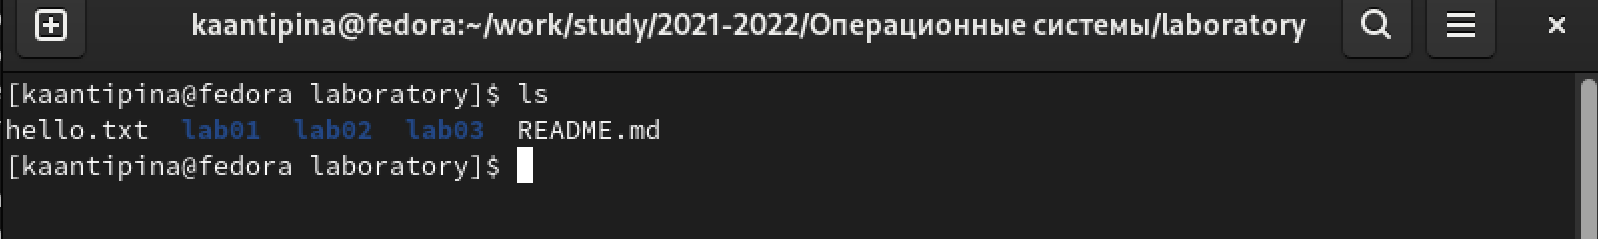 kaantipina@fedora:~/work/study/2021-2022/Операционные системы/laboratory
[kaantipina@fedora laboratory]$ ls
hello.txt  lab01  lab02  lab03  README.md
[kaantipina@fedora laboratory]$